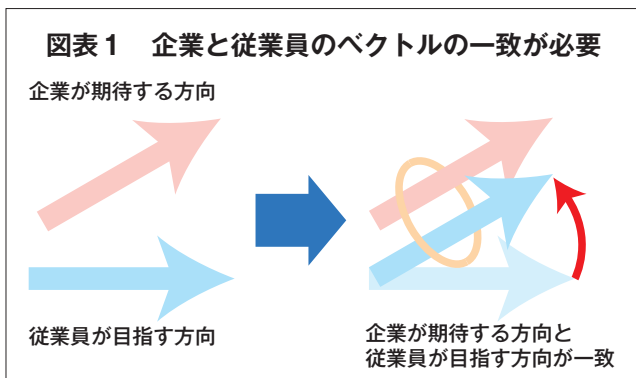 図表1　企業と従業員のベクトルの一致が必要
企業が期待する方向
従業員が目指す方向
企業が期待する方向と
従業員が目指す方向が一致